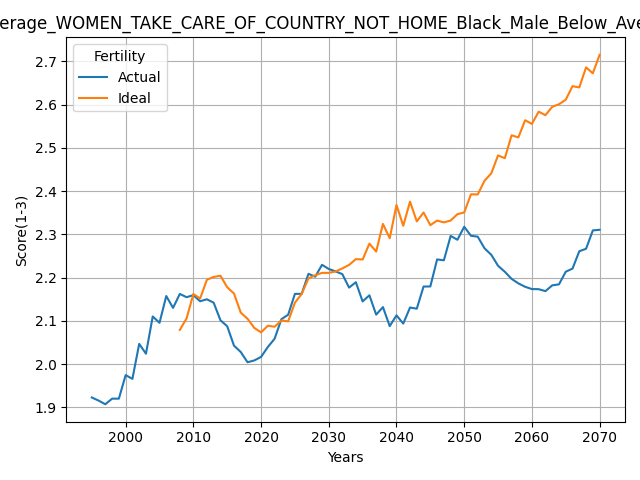 erage_WOMEN_TAKE_CARE_OF_COUNTRY_NOT_HOME_Black_Male_Below_Ave
Fertility
Actual
Ideal
2.7
2.6
2.5
2.4
2.3
2.2
2.1
2.0
1.9
Score(1-3)
2000 2010 2020 2030 2040 2050 2060 2070
Years